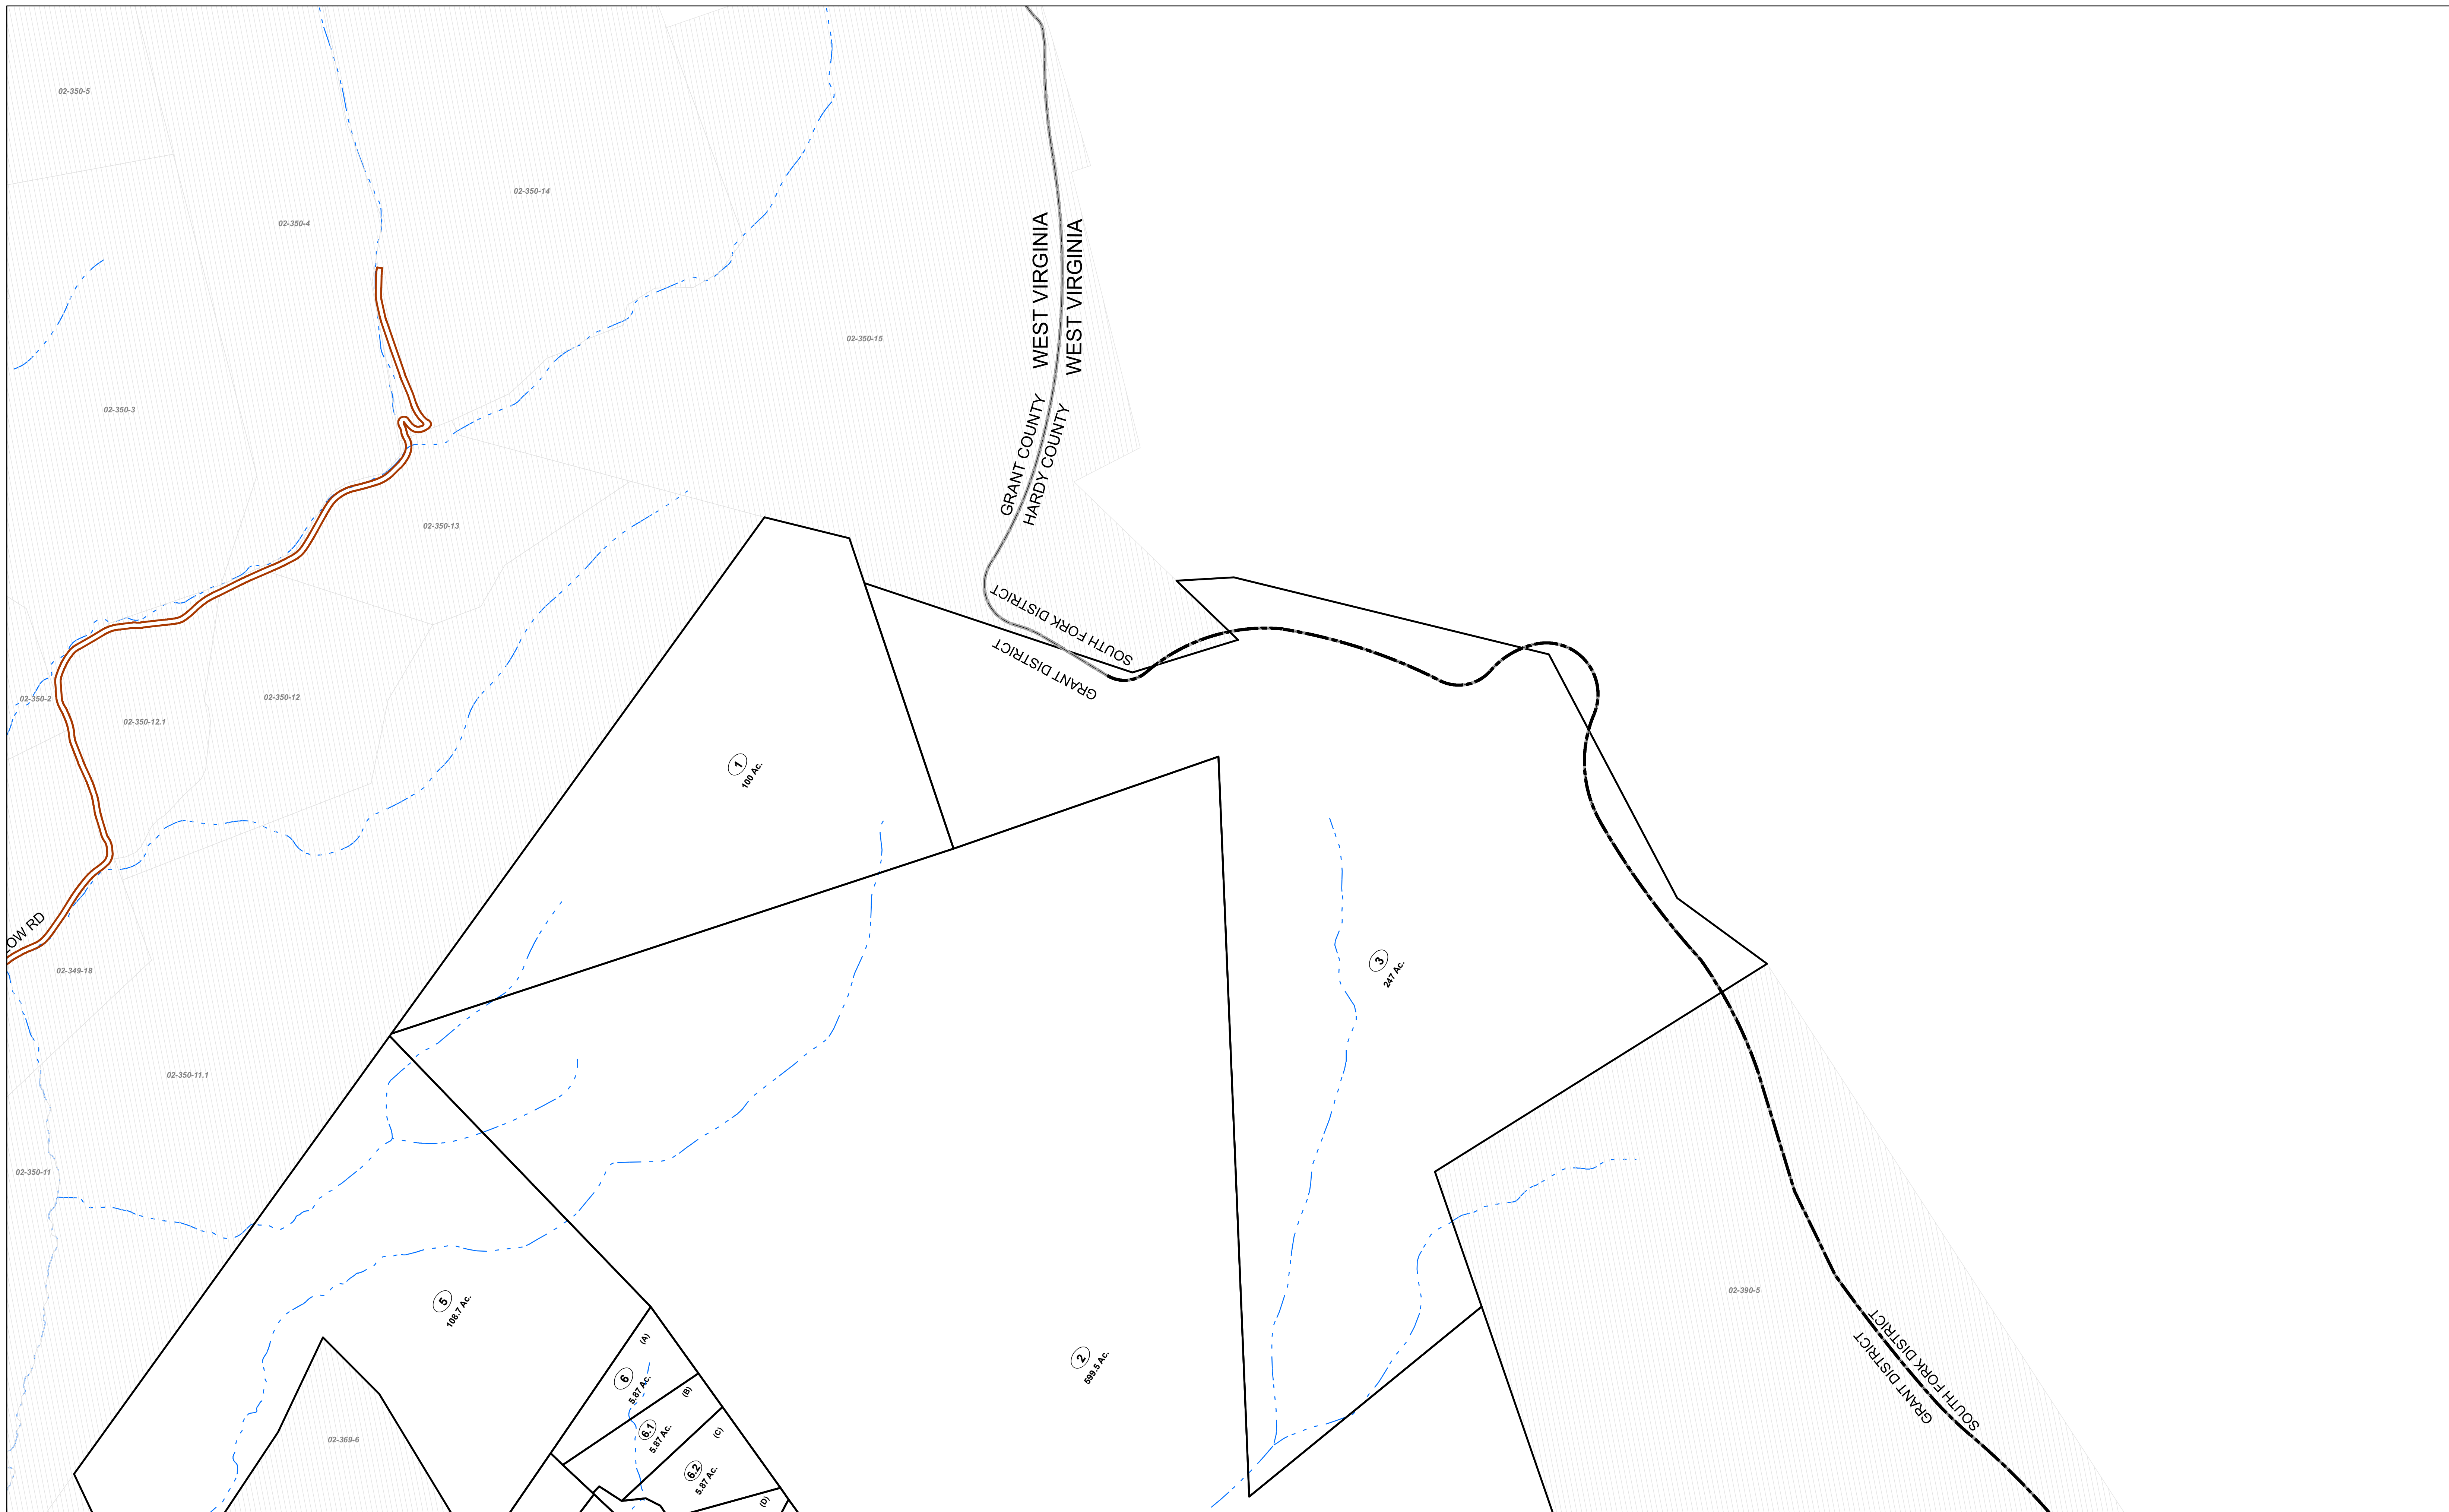 02-350-5
02-350-14
02-350-4
WEST VIRGINIA
WEST VIRGINIA
02-350-15
02-350-3
GRANT COUNTY
HARDY COUNTY
02-350-13
SOUTH FORK DISTRICT
GRANT DISTRICT
02-350-2
02-350-12
02-350-12.1
1
100 Ac.
LOW RD
02-349-18
3
247 Ac.
02-350-11.1
02-350-11
02-390-5
5
108.7 Ac.
SOUTH FORK DISTRICT
GRANT DISTRICT
(A)
2
599.5 Ac.
6
5.87 Ac.
(B)
6.1
5.87 Ac.
(C)
02-369-6
6.2
5.87 Ac.
(D)